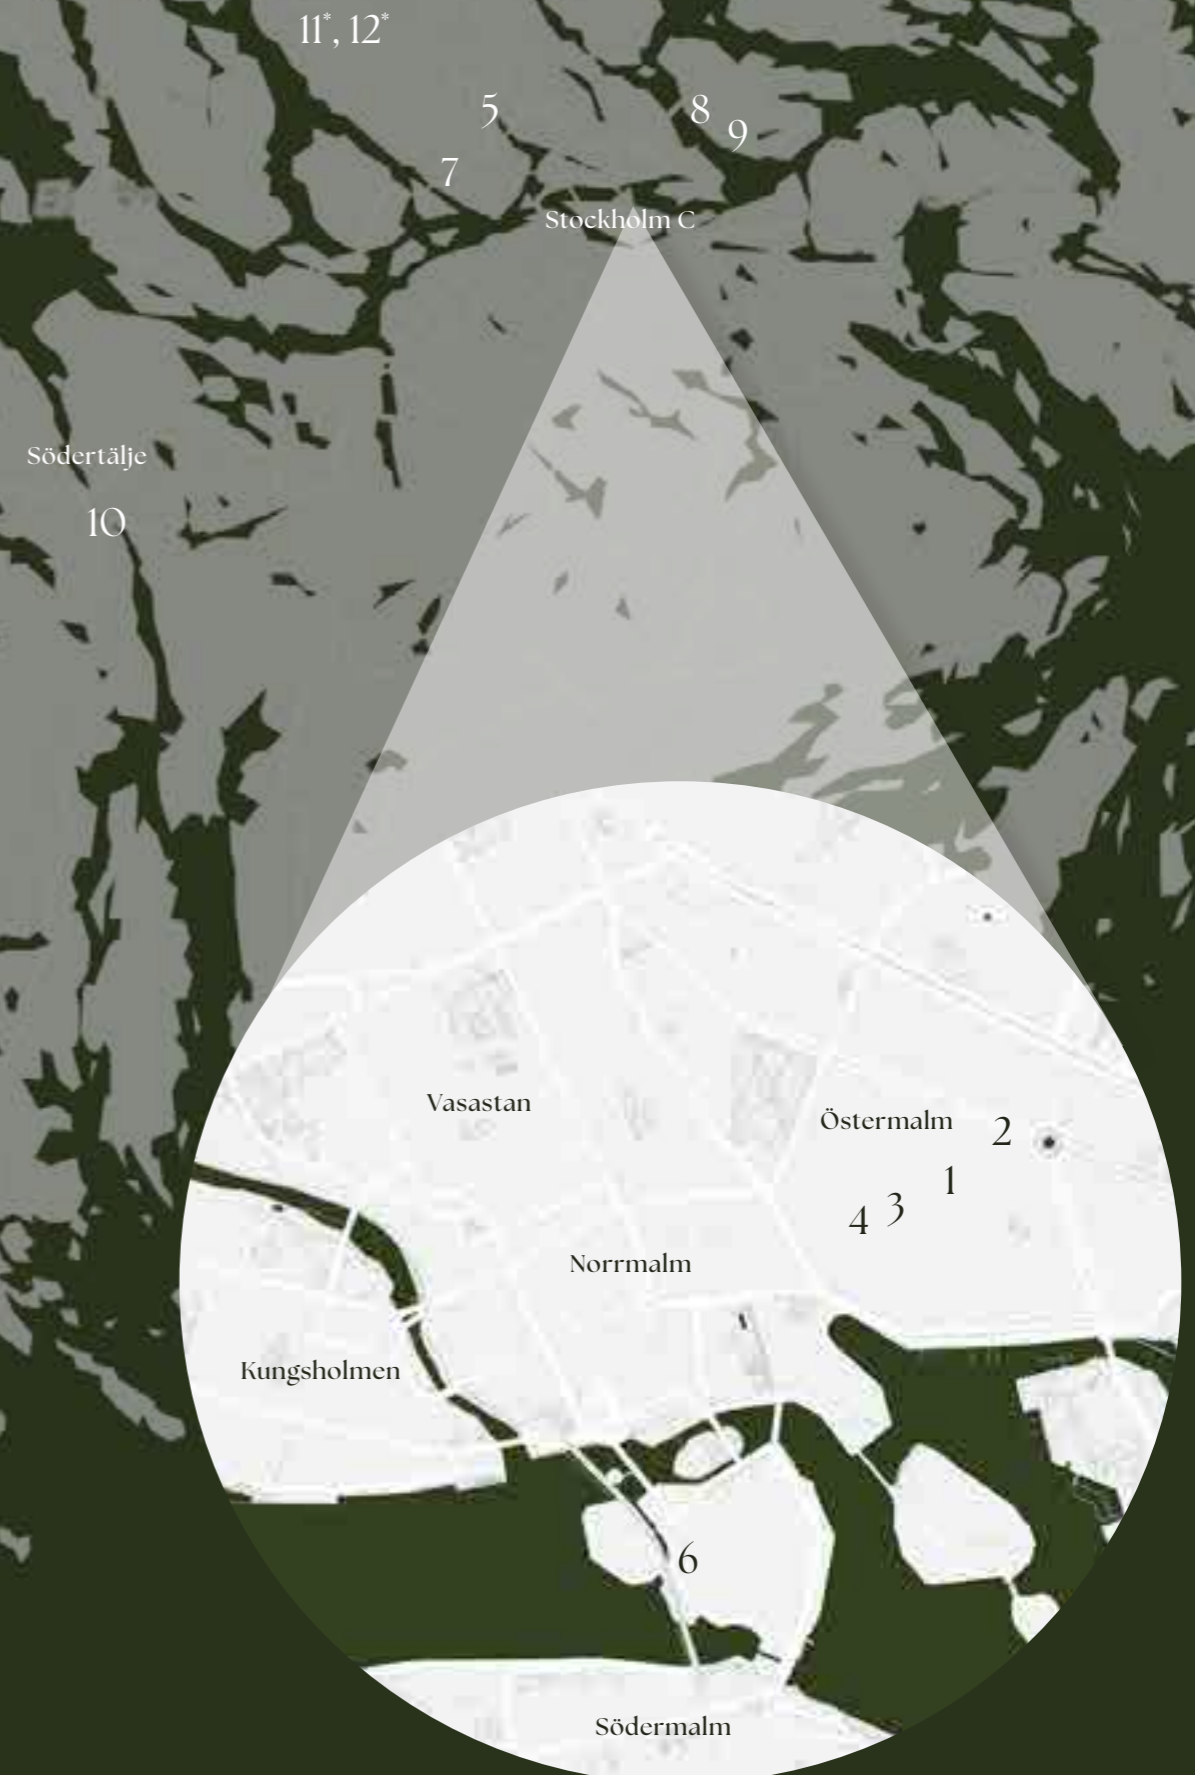 11*, 12*
5
8
9
7
Stockholm C
Södertälje
10
Vasastan
Östermalm
2
1
3
4
Norrmalm
Kungsholmen
6
Södermalm